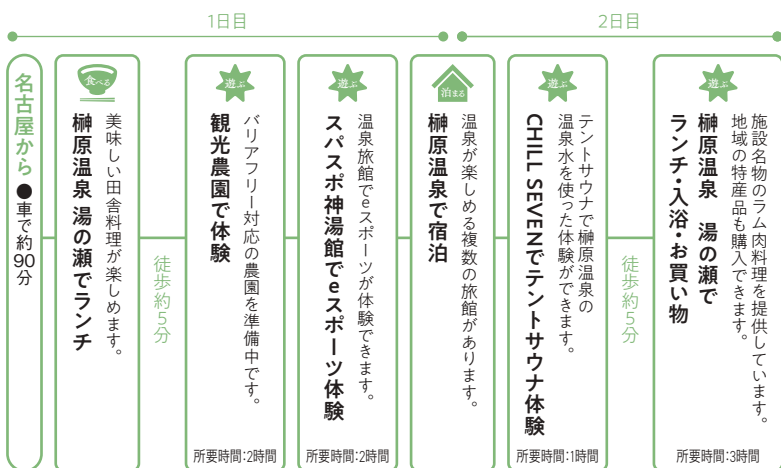 1日目
2日目
名古屋から ●車で約90分
食べる
美味しい田舎料理が楽しめます。
榊原温泉 湯の瀬でランチ
徒歩約5分
遊ぶ
バリアフリー対応の農園を準備中です。
観光農園で体験
所要時間:2時間
遊ぶ
温泉旅館でeスポーツが体験できます。
スパスポ神湯館でeスポーツ体験
所要時間:2時間
泊まる
温泉が楽しめる複数の旅館があります。
榊原温泉で宿泊
遊ぶ
テントサウナで榊原温泉の
温泉水を使った体験ができます。
CHILL SEVENでテントサウナ体験
所要時間:1時間
徒歩約5分
遊ぶ
施設名物のラム肉料理を提供しています。
地域の特産品も購入できます。
榊原温泉 湯の瀬で
ランチ・入浴・お買い物
所要時間:3時間